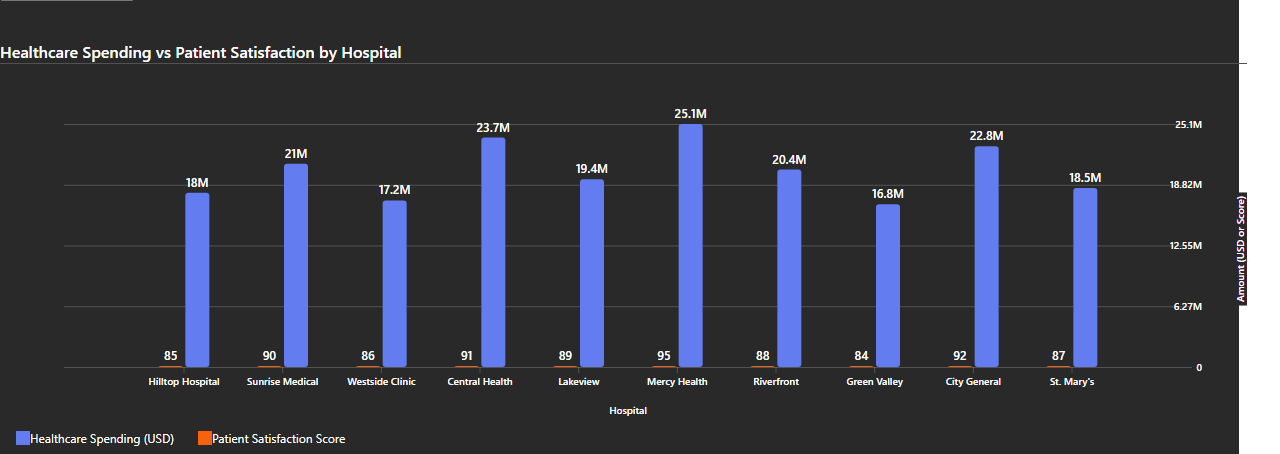 Healthcare Spending vs Patient Satisfaction by Hospital
25.1M
23.7M
22.8M
21M
20.4M
19.4M
18.5M
18M
17.2M
16.8M
25.1M
18.82M
12.55M
6.27M
0
Amount (USD or Score)
85 90 86 91 89 95 88 84 92 87
Hilltop Hospital Sunrise Medical Westside Clinic Central Health Lakeview Mercy Health Riverfront Green Valley City General St. Mary's
Hospital
Healthcare Spending (USD) Patient Satisfaction Score